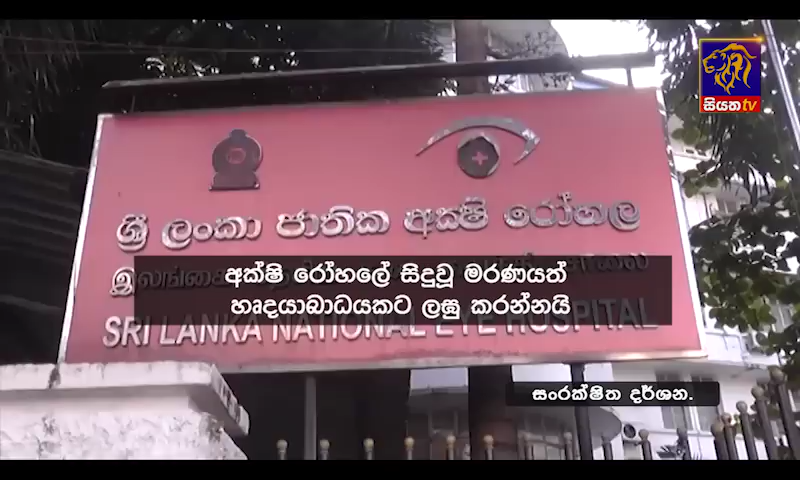 සියත tv
ශ්‍රී ලංකා ජාතික අක්ෂි රෝහල
අක්ෂි රෝහලේ සිදුවූ මරණයත්
හෘදයාබාධයකට ලඝු කරන්නයි
SRI LANKA NATIONAL EYE HOSPITAL
සංරක්ෂිත දර්ශන.